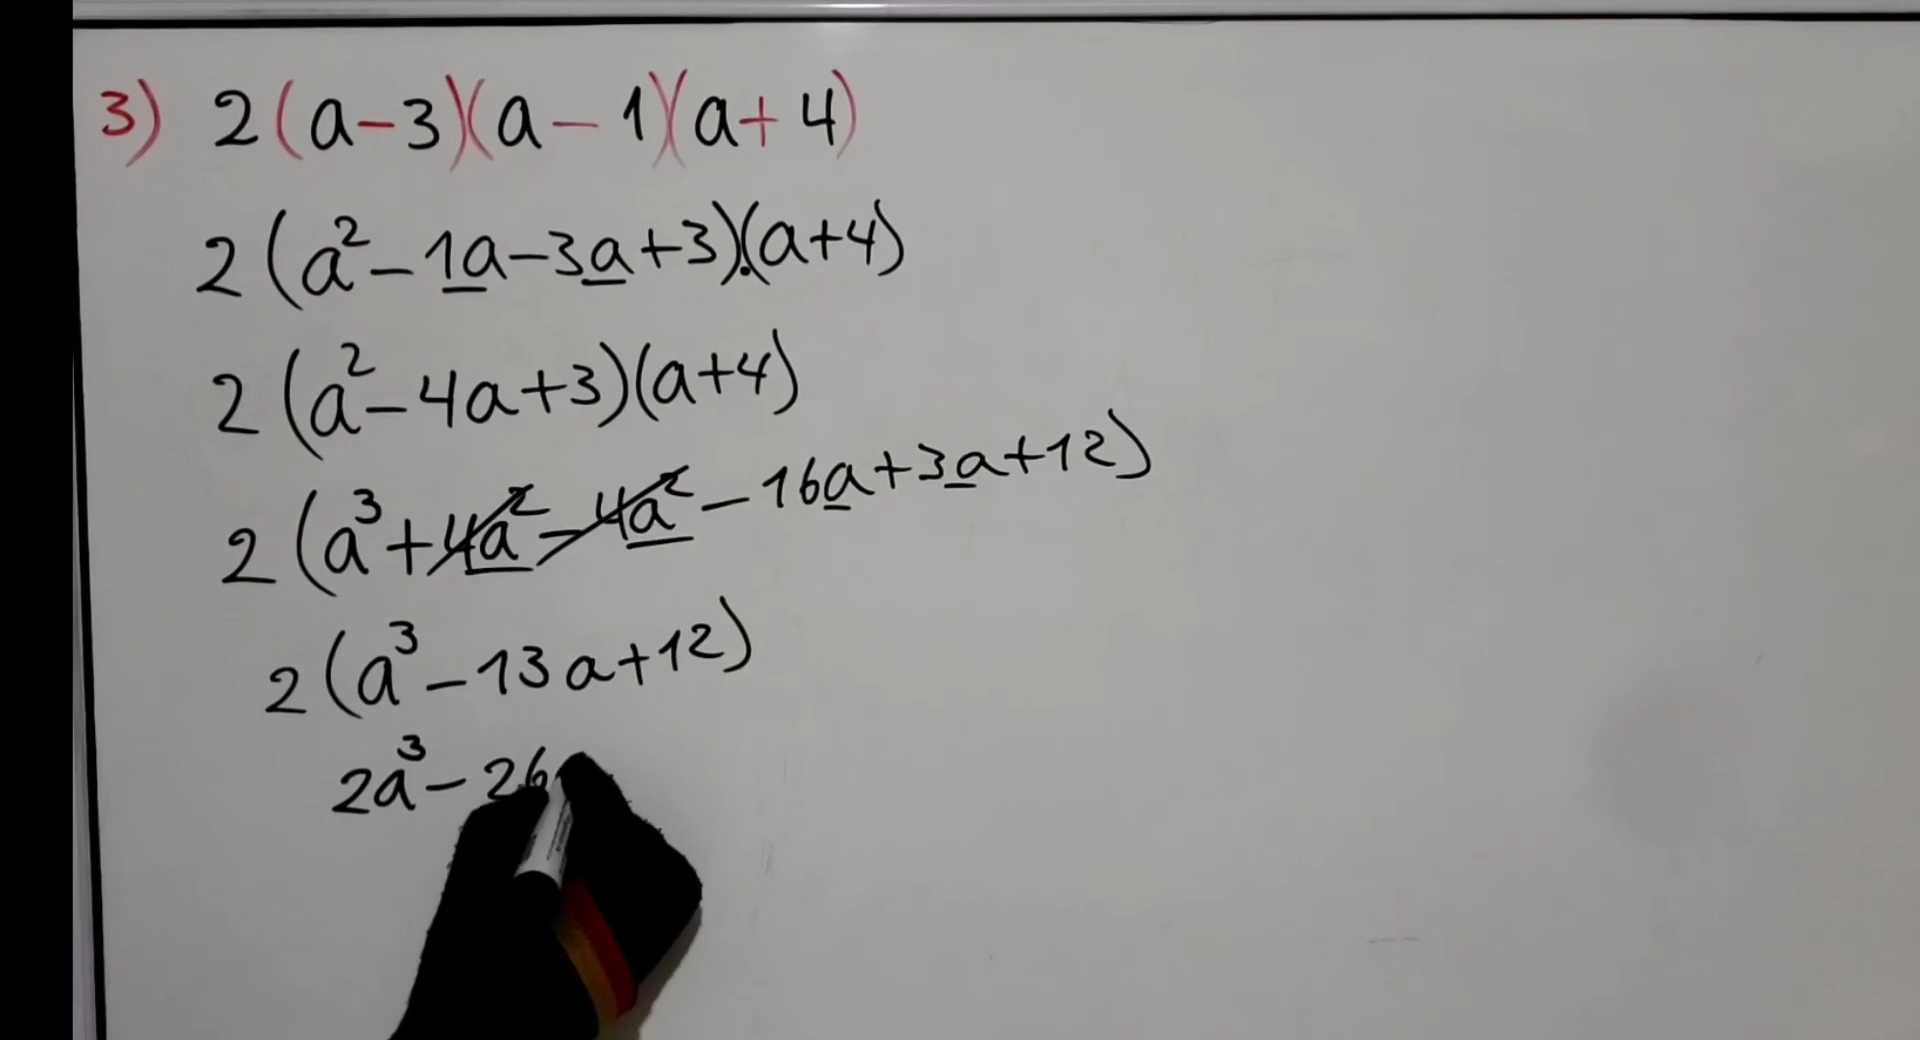 3) 2(a-3)(a-1)(a+4)
2(a²-1a-3a+3).(a+4)
2(a²-4a+3)(a+4)
2(a³+4a²-4a²-16a+3a+12)
2(a³-13a+12)
2a³-26